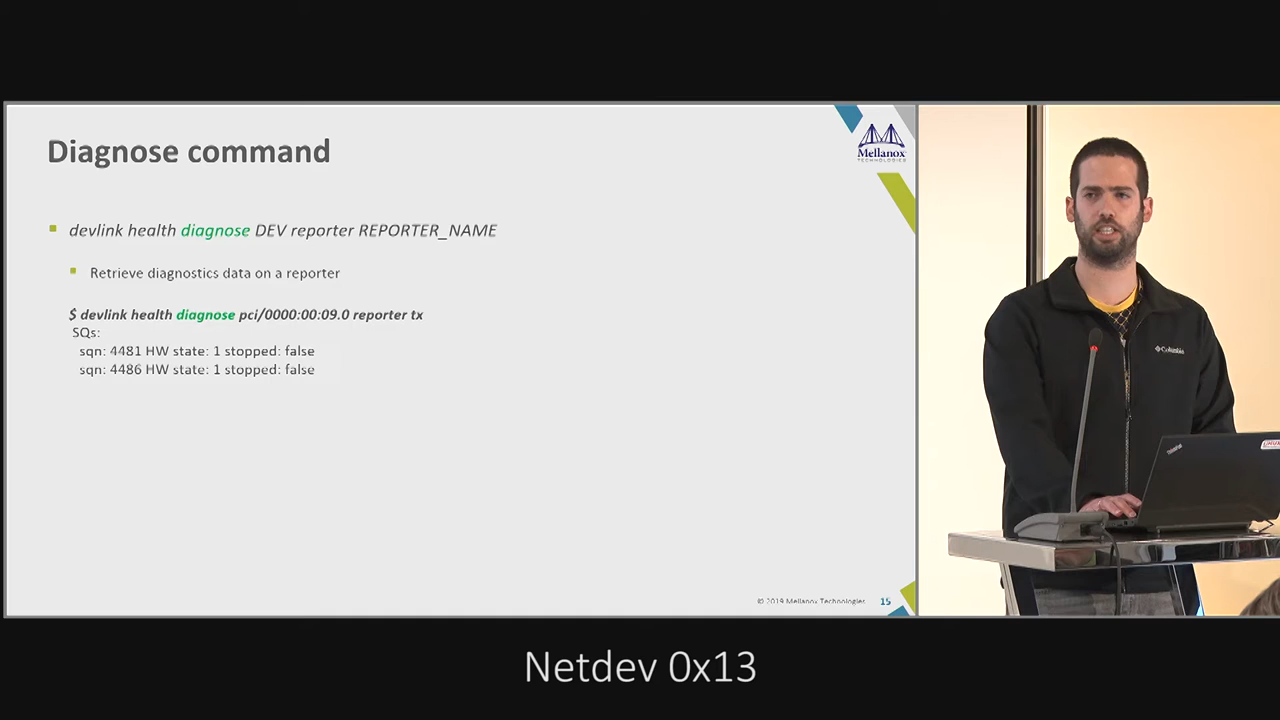 Diagnose command
Mellanox
TECHNOLOGIES
devlink health diagnose DEV reporter REPORTER_NAME
Retrieve diagnostics data on a reporter
$ devlink health diagnose pci/0000:00:09.0 reporter tx
SQs:
sqn: 4481 HW state: 1 stopped: false
sqn: 4486 HW state: 1 stopped: false
© 2019 Mellanox Technologies
15
Columbia
ThinkPad
Netdev 0x13